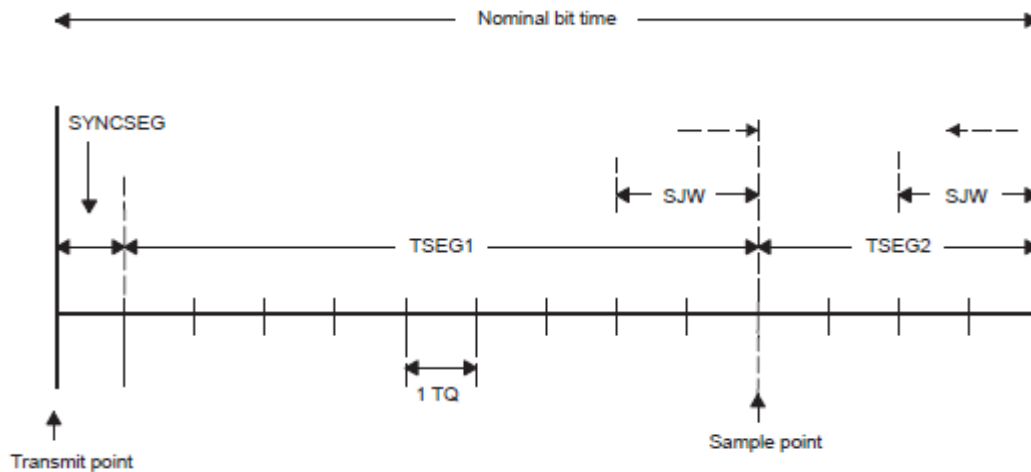 Nominal bit time
SYNCSEG
SJW
SJW
TSEG1
TSEG2
1 TQ
Sample point
Transmit point